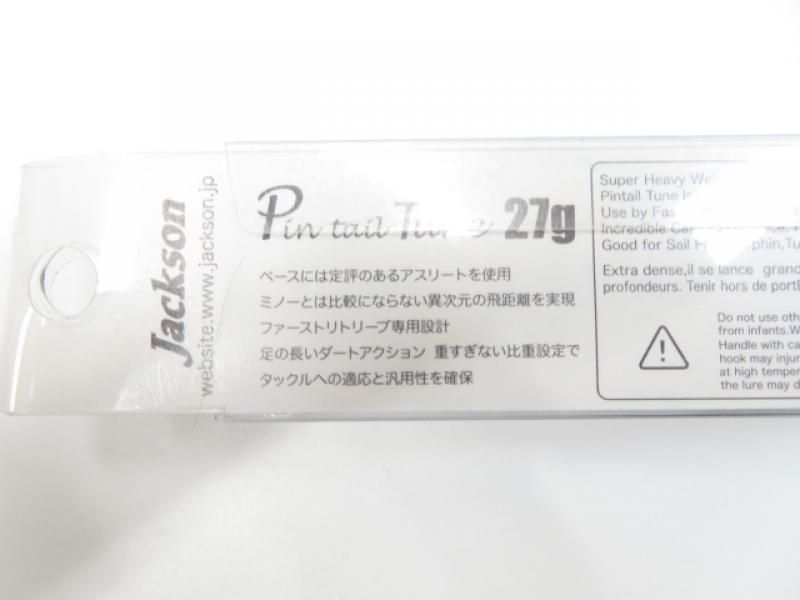 Jackson
website.www.jackson.jp
Pin tail Tune 27g
ベースには定評のあるアスリートを使用
ミノーとは比較にならない異次元の飛距離を実現
ファーストリトリーブ専用設計
足の長いダートアクション 重すぎない比重設定で
タックルへの適応と汎用性を確保
Super Heavy
Pintail Tune is
Use by
Incredible
Good for Sail
Extra dense,il se lance grand
profondeurs. Tenir hors de
Do not use
from infants.
Handle with
hook may
at high
the lure may